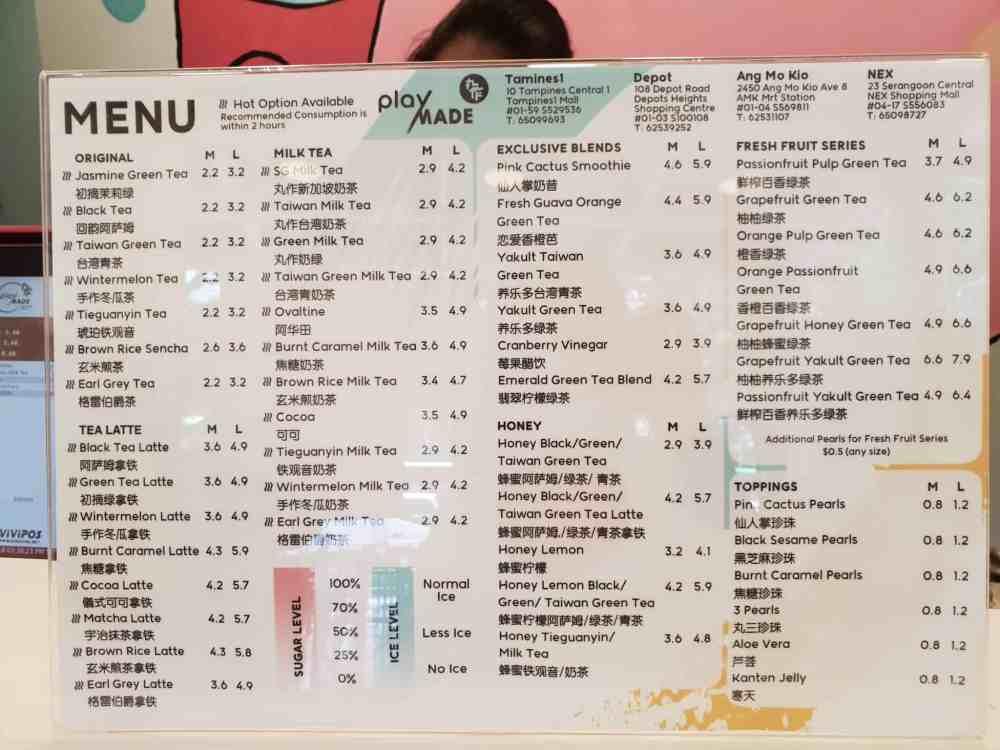 MENU
Hot Option Available
Recommended Consumption is
within 2 hours
play MADE
丸作
Tamines1
10 Tampines Central 1
Tampines1 Mall
#01-59 S529536
T: 65099693
Depot
108 Depot Road
Depots Heights
Shopping Centre
#01-03 S100108
T: 62539252
Ang Mo Kio
2450 Ang Mo Kio Ave 8
AMK Mrt Station
#01-04 S569811
T: 62531107
NEX
23 Serangoon Central
NEX Shopping Mall
#04-17 S556083
T: 65098727
ORIGINAL M L
Jasmine Green Tea 2.2 3.2
初摘茉莉绿
Black Tea 2.2 3.2
回韵阿萨姆
Taiwan Green Tea 2.2 3.2
台湾青茶
Wintermelon Tea 2.2 3.2
手作冬瓜茶
Tieguanyin Tea 2.2 3.2
琥珀铁观音
Brown Rice Sencha 2.6 3.6
玄米煎茶
Earl Grey Tea 2.2 3.2
格雷伯爵茶
TEA LATTE M L
Black Tea Latte 3.6 4.9
阿萨姆拿铁
Green Tea Latte 3.6 4.9
初摘绿拿铁
Wintermelon Latte 3.6 4.9
手作冬瓜拿铁
Burnt Caramel Latte 4.3 5.9
焦糖拿铁
Cocoa Latte 4.2 5.7
儀式可可拿铁
Matcha Latte 4.2 5.7
宇治抹茶拿铁
Brown Rice Latte 4.3 5.8
玄米煎茶拿铁
Earl Grey Latte 3.6 4.9
格雷伯爵拿铁
MILK TEA M L
SG Milk Tea 2.9 4.2
丸作新加坡奶茶
Taiwan Milk Tea 2.9 4.2
丸作台湾奶茶
Green Milk Tea 2.9 4.2
丸作奶绿
Taiwan Green Milk Tea 2.9 4.2
台湾青奶茶
Ovaltine 3.5 4.9
阿华田
Burnt Caramel Milk Tea 3.6 4.9
焦糖奶茶
Brown Rice Milk Tea 3.4 4.7
玄米煎奶茶
Cocoa 3.5 4.9
可可
Tieguanyin Milk Tea 2.9 4.2
铁观音奶茶
Wintermelon Milk Tea 2.9 4.2
手作冬瓜奶茶
Earl Grey Milk Tea 2.9 4.2
格雷伯爵奶茶
SUGAR LEVEL
100%
70%
50%
25%
0%
ICE LEVEL
Normal
Ice
Less Ice
No Ice
EXCLUSIVE BLENDS M L
Pink Cactus Smoothie 4.6 5.9
仙人掌奶昔
Fresh Guava Orange 4.4 5.9
Green Tea
恋爱香橙芭
Yakult Taiwan 3.6 4.9
Green Tea
养乐多台湾青茶
Yakult Green Tea 3.6 4.9
养乐多绿茶
Cranberry Vinegar 2.9 3.9
莓果醋饮
Emerald Green Tea Blend 4.2 5.7
翡翠柠檬绿茶
HONEY M L
Honey Black/Green/ 2.9 3.9
Taiwan Green Tea
蜂蜜阿萨姆/绿茶/青茶
Honey Black/Green/ 4.2 5.7
Taiwan Green Tea Latte
蜂蜜阿萨姆/绿茶/青茶拿铁
Honey Lemon 3.2 4.1
蜂蜜柠檬
Honey Lemon Black/ 4.2 5.9
Green/ Taiwan Green Tea
蜂蜜柠檬阿萨姆/绿茶/青茶
Honey Tieguanyin/ 3.6 4.8
Milk Tea
蜂蜜铁观音/奶茶
FRESH FRUIT SERIES M L
Passionfruit Pulp Green Tea 3.7 4.9
鲜榨百香绿茶
Grapefruit Green Tea 4.6 6.2
柚柚绿茶
Orange Pulp Green Tea 4.6 6.2
橙香绿茶
Orange Passionfruit 4.9 6.6
Green Tea
香橙百香绿茶
Grapefruit Honey Green Tea 4.9 6.6
柚柚蜂蜜绿茶
Grapefruit Yakult Green Tea 6.6 7.9
柚柚养乐多绿茶
Passionfruit Yakult Green Tea 4.9 6.4
鲜榨百香养乐多绿茶
Additional Pearls for Fresh Fruit Series
$0.5 (any size)
TOPPINGS M L
Pink Cactus Pearls 0.8 1.2
仙人掌珍珠
Black Sesame Pearls 0.8 1.2
黑芝麻珍珠
Burnt Caramel Pearls 0.8 1.2
焦糖珍珠
3 Pearls 0.8 1.2
丸三珍珠
Aloe Vera 0.8 1.2
芦荟
Kanten Jelly 0.8 1.2
寒天
ViViPOS